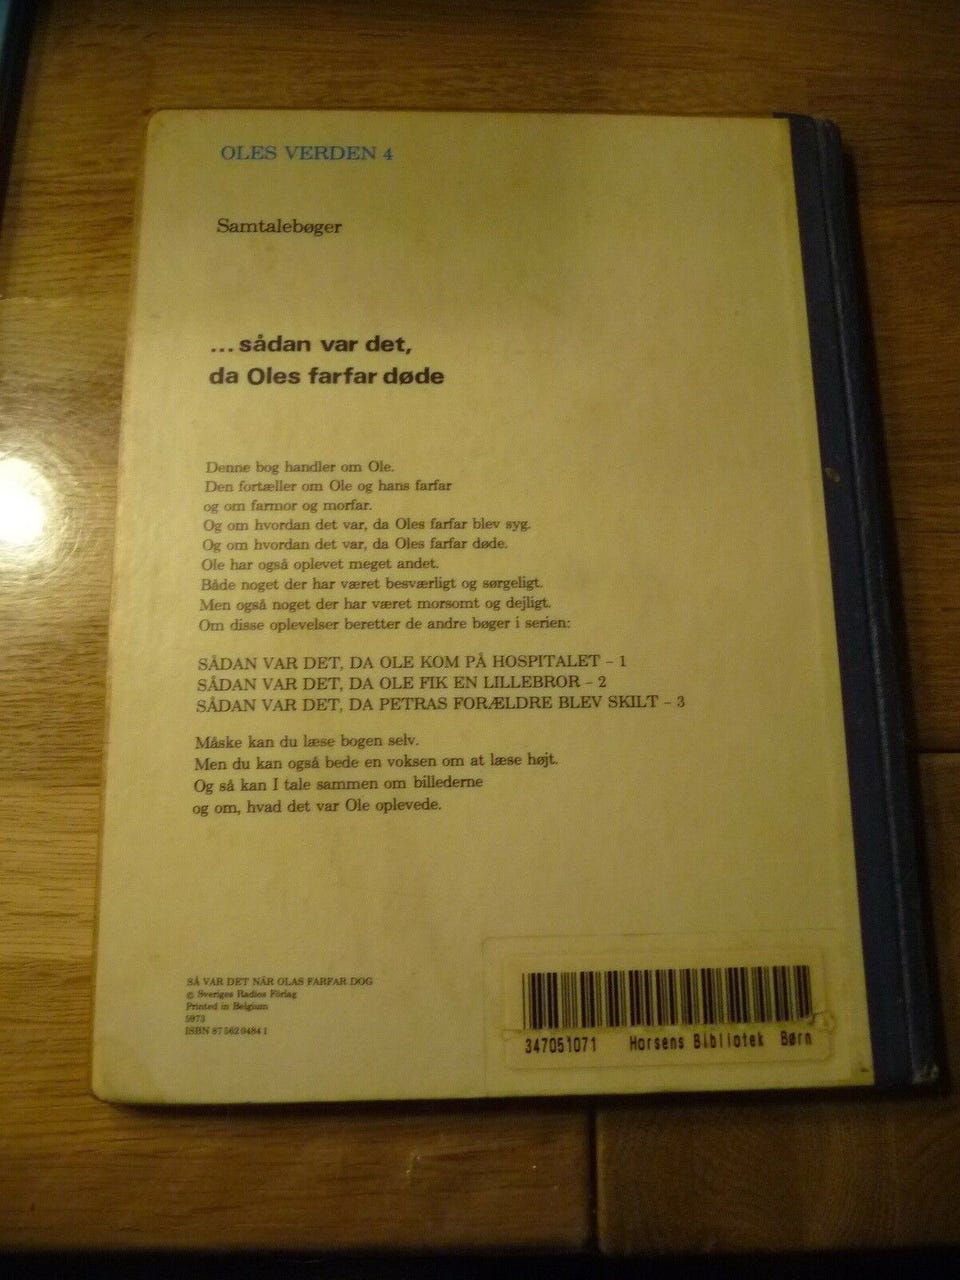 OLES VERDEN 4
Samtalebøger
...sådan var det,
da Oles farfar døde
Denne bog handler om Ole.
Den fortæller om Ole og hans farfar
og om farmor og morfar.
Og om hvordan det var, da Oles farfar blev syg.
Og om hvordan det var, da Oles farfar døde.
Ole har også oplevet meget andet.
Både noget der har været besværligt og sørgeligt.
Men også noget der har været morsomt og dejligt.
Om disse oplevelser beretter de andre bøger i serien:
SÅDAN VAR DET, DA OLE KOM PÅ HOSPITALET – 1
SÅDAN VAR DET, DA OLE FIK EN LILLEBROR – 2
SÅDAN VAR DET, DA PETRAS FORÆLDRE BLEV SKILT – 3
Måske kan du læse bogen selv.
Men du kan også bede en voksen om at læse højt.
Og så kan I tale sammen om billederne
og om, hvad det var Ole oplevede.
SÅ VAR DET NÄR OLAS FARFAR DOG
© Sveriges Radios Förlag
Printed in Belgium
5973
ISBN 87 562 0484 1
347051071 Horsens Bibliotek Børn